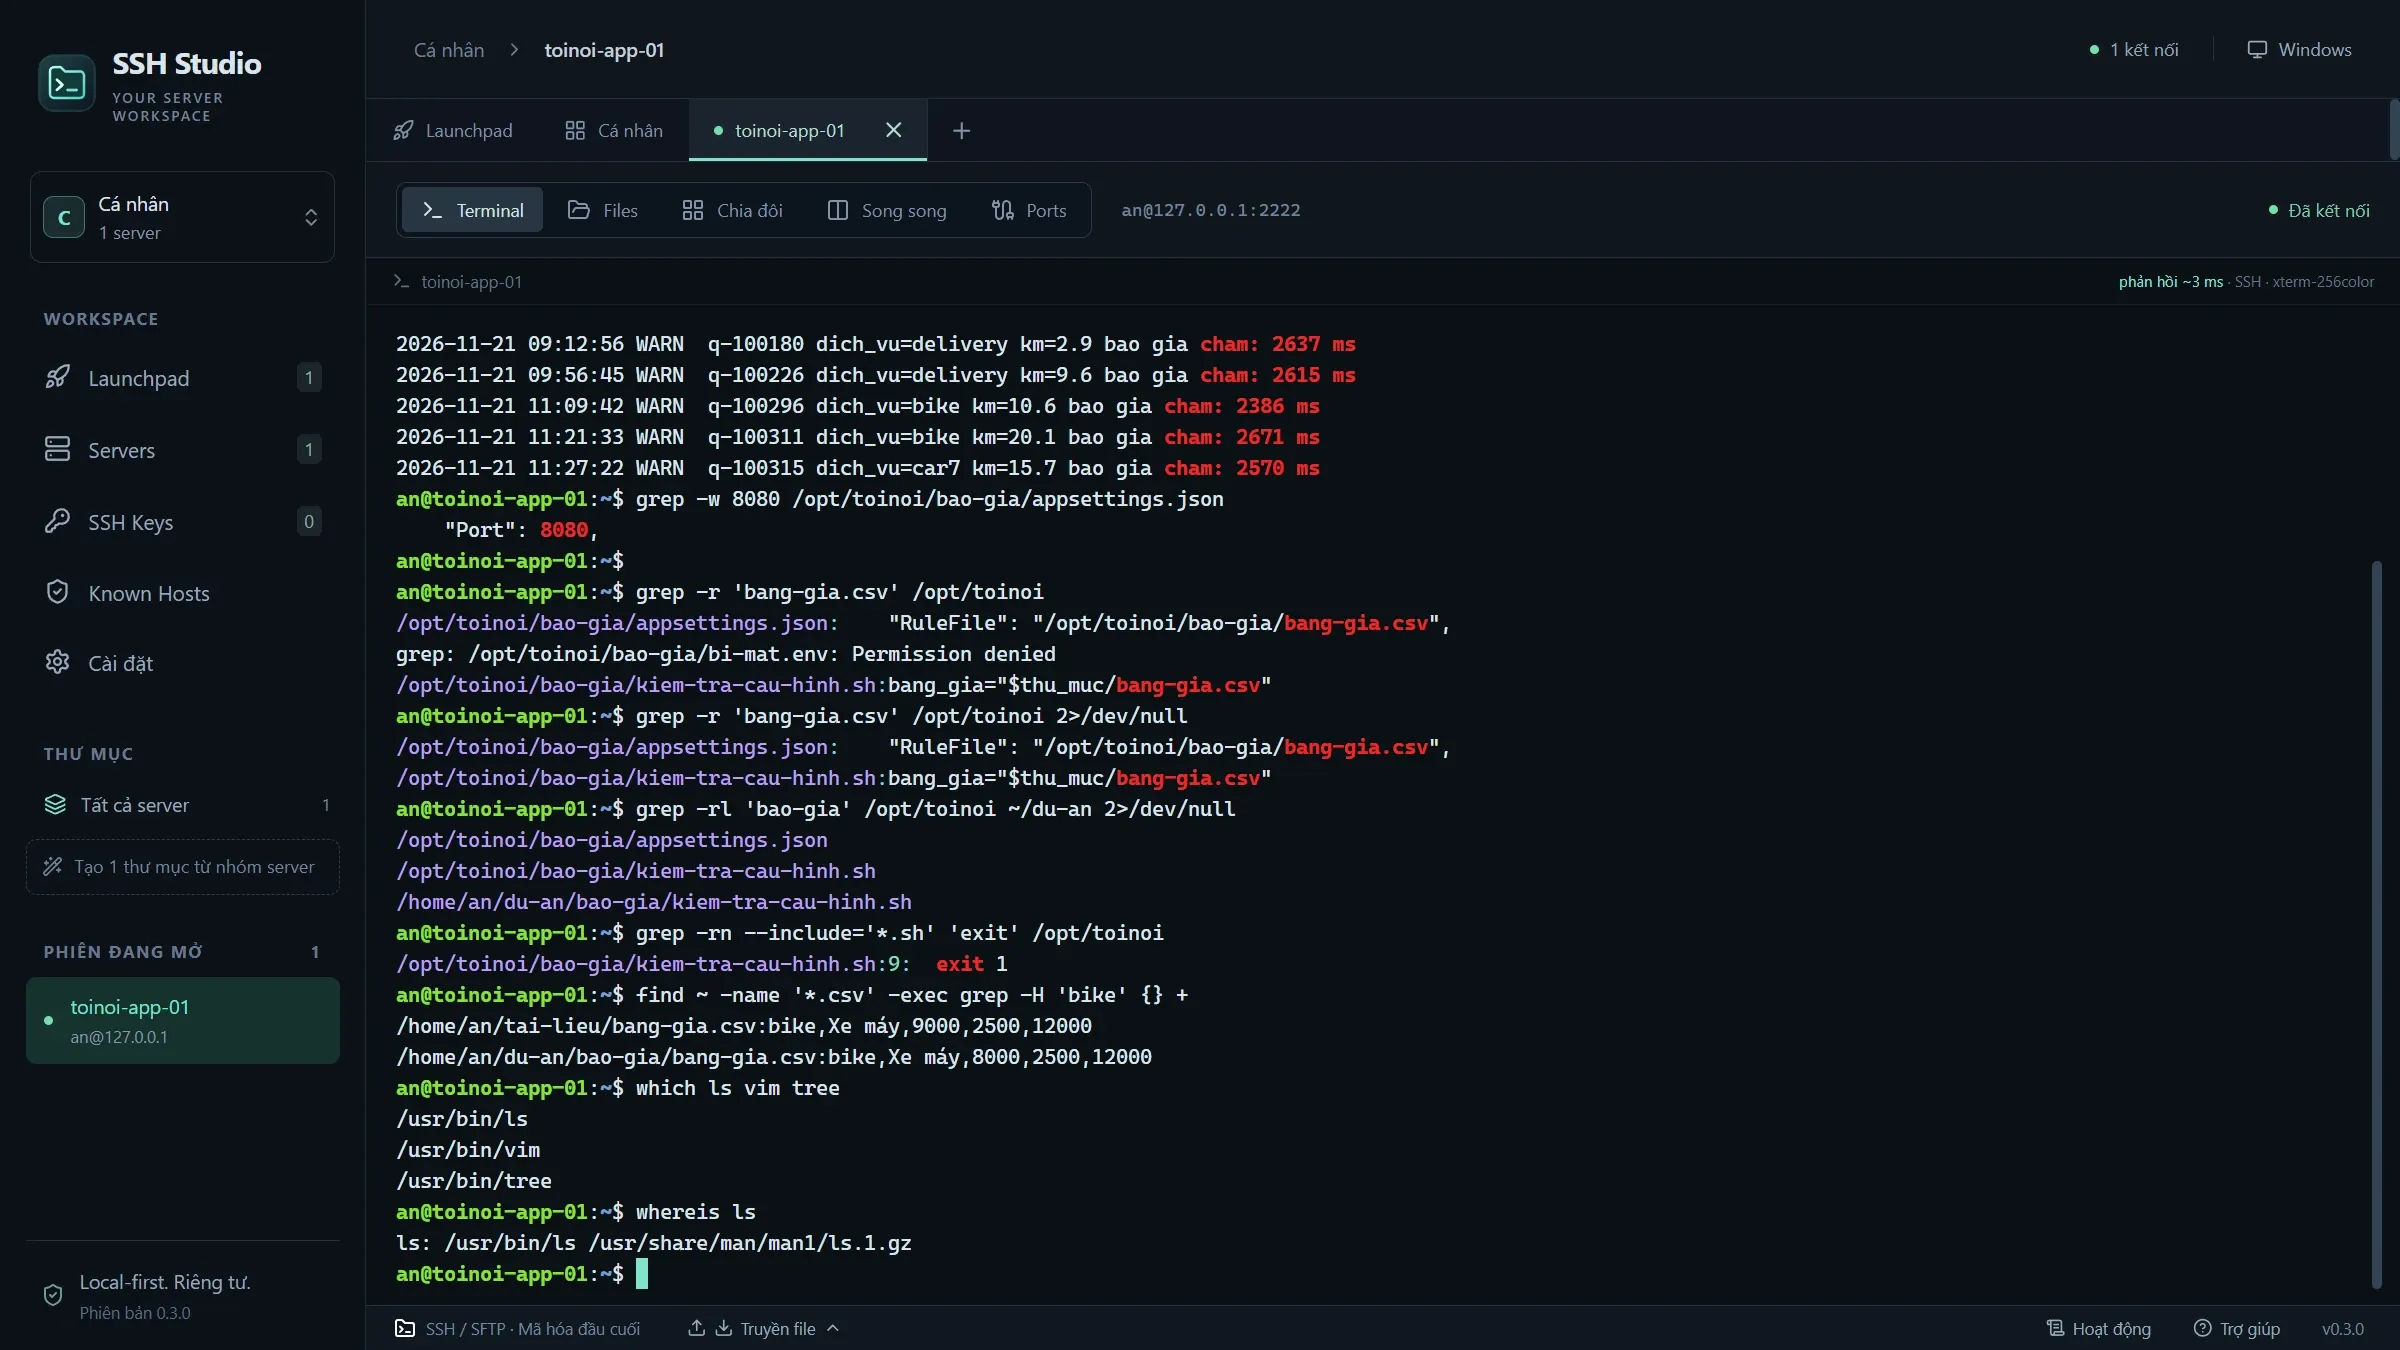 SSH Studio
YOUR SERVER
WORKSPACE
C
Cá nhân
1 server
WORKSPACE
Launchpad 1
Servers 1
SSH Keys 0
Known Hosts
Cài đặt
THƯ MỤC
Tất cả server 1
Tạo 1 thư mục từ nhóm server
PHIÊN ĐANG MỞ 1
toinoi-app-01
an@127.0.0.1
Local-first. Riêng tư.
Phiên bản 0.3.0
Cá nhân > toinoi-app-01
1 kết nối
Windows
Launchpad
Cá nhân
toinoi-app-01
Terminal
Files
Chia đôi
Song song
Ports
an@127.0.0.1:2222
Đã kết nối
toinoi-app-01
phản hồi ~3 ms · SSH · xterm-256color
2026-11-21 09:12:56 WARN  q-100180 dich_vu=delivery km=2.9 bao gia cham: 2637 ms
2026-11-21 09:56:45 WARN  q-100226 dich_vu=delivery km=9.6 bao gia cham: 2615 ms
2026-11-21 11:09:42 WARN  q-100296 dich_vu=bike km=10.6 bao gia cham: 2386 ms
2026-11-21 11:21:33 WARN  q-100311 dich_vu=bike km=20.1 bao gia cham: 2671 ms
2026-11-21 11:27:22 WARN  q-100315 dich_vu=car7 km=15.7 bao gia cham: 2570 ms
an@toinoi-app-01:~$ grep -w 8080 /opt/toinoi/bao-gia/appsettings.json
    "Port": 8080,
an@toinoi-app-01:~$
an@toinoi-app-01:~$ grep -r 'bang-gia.csv' /opt/toinoi
/opt/toinoi/bao-gia/appsettings.json:    "RuleFile": "/opt/toinoi/bao-gia/bang-gia.csv",
grep: /opt/toinoi/bao-gia/bi-mat.env: Permission denied
/opt/toinoi/bao-gia/kiem-tra-cau-hinh.sh:bang_gia="$thu_muc/bang-gia.csv"
an@toinoi-app-01:~$ grep -r 'bang-gia.csv' /opt/toinoi 2>/dev/null
/opt/toinoi/bao-gia/appsettings.json:    "RuleFile": "/opt/toinoi/bao-gia/bang-gia.csv",
/opt/toinoi/bao-gia/kiem-tra-cau-hinh.sh:bang_gia="$thu_muc/bang-gia.csv"
an@toinoi-app-01:~$ grep -rl 'bao-gia' /opt/toinoi ~/du-an 2>/dev/null
/opt/toinoi/bao-gia/appsettings.json
/opt/toinoi/bao-gia/kiem-tra-cau-hinh.sh
/home/an/du-an/bao-gia/kiem-tra-cau-hinh.sh
an@toinoi-app-01:~$ grep -rn --include='*.sh' 'exit' /opt/toinoi
/opt/toinoi/bao-gia/kiem-tra-cau-hinh.sh:9:  exit 1
an@toinoi-app-01:~$ find ~ -name '*.csv' -exec grep -H 'bike' {} +
/home/an/tai-lieu/bang-gia.csv:bike,Xe máy,9000,2500,12000
/home/an/du-an/bao-gia/bang-gia.csv:bike,Xe máy,8000,2500,12000
an@toinoi-app-01:~$ which ls vim tree
/usr/bin/ls
/usr/bin/vim
/usr/bin/tree
an@toinoi-app-01:~$ whereis ls
ls: /usr/bin/ls /usr/share/man/man1/ls.1.gz
an@toinoi-app-01:~$
SSH / SFTP · Mã hóa đầu cuối
Truyền file
Hoạt động
Trợ giúp
v0.3.0